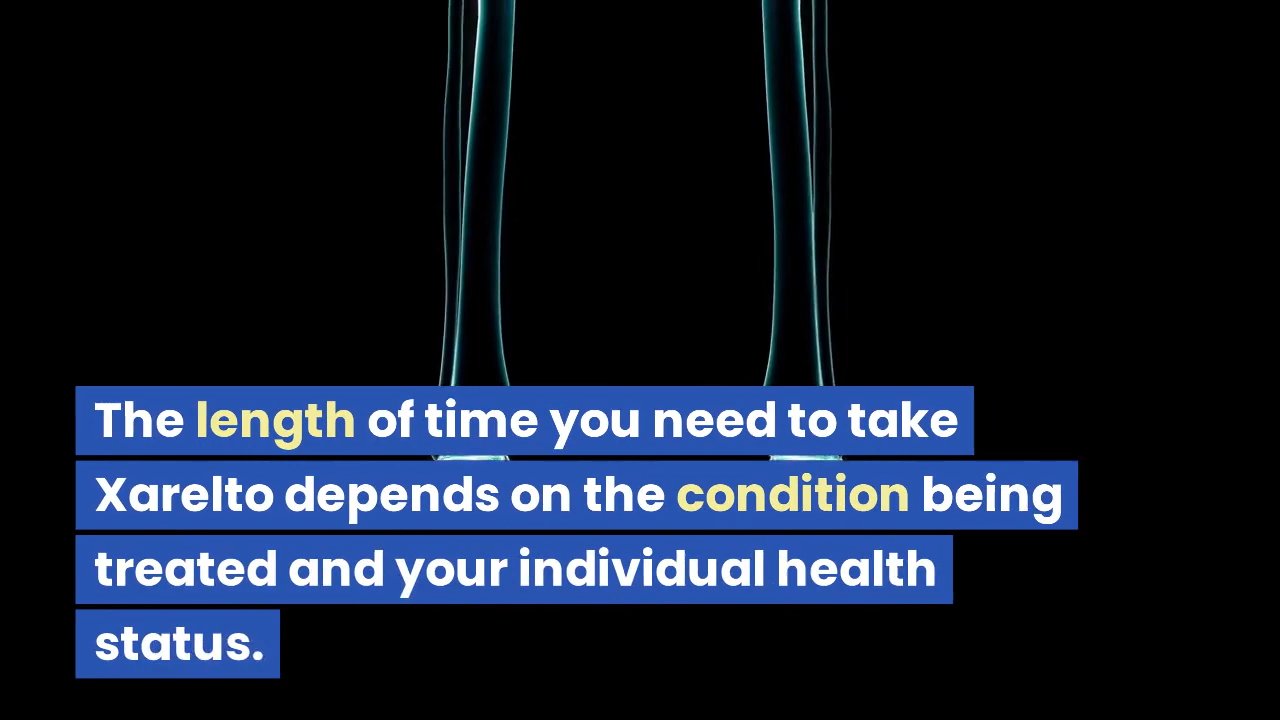 The length of time you need to take
Xarelto depends on the condition being
treated and your individual health
status.